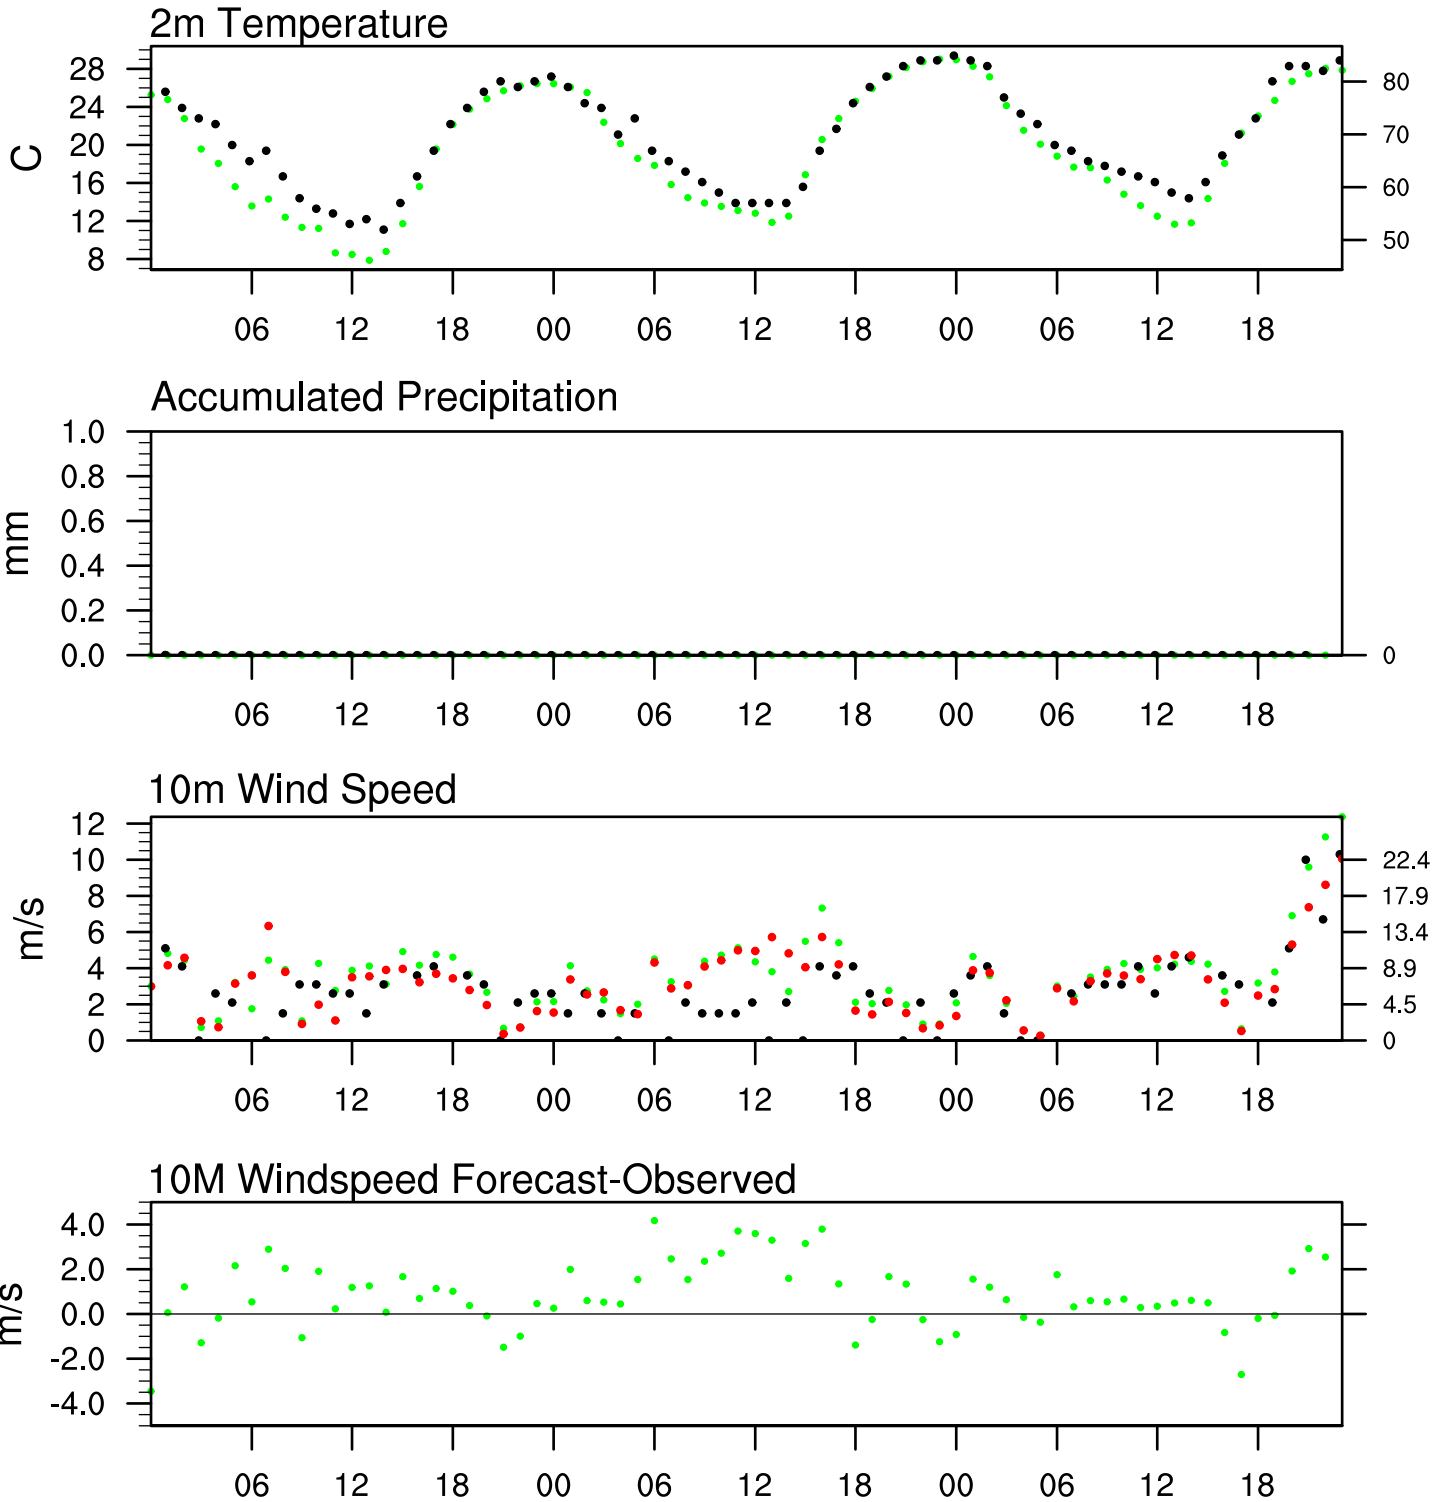 2m Temperature
28
24
20
16
12
8
C
80
70
60
50
06 12 18 00 06 12 18 00 06 12 18
Accumulated Precipitation
1.0
0.8
0.6
0.4
0.2
0.0
mm
0
06 12 18 00 06 12 18 00 06 12 18
10m Wind Speed
12
10
8
6
4
2
0
m/s
22.4
17.9
13.4
8.9
4.5
0
06 12 18 00 06 12 18 00 06 12 18
10M Windspeed Forecast-Observed
4.0
2.0
0.0
-2.0
-4.0
m/s
06 12 18 00 06 12 18 00 06 12 18